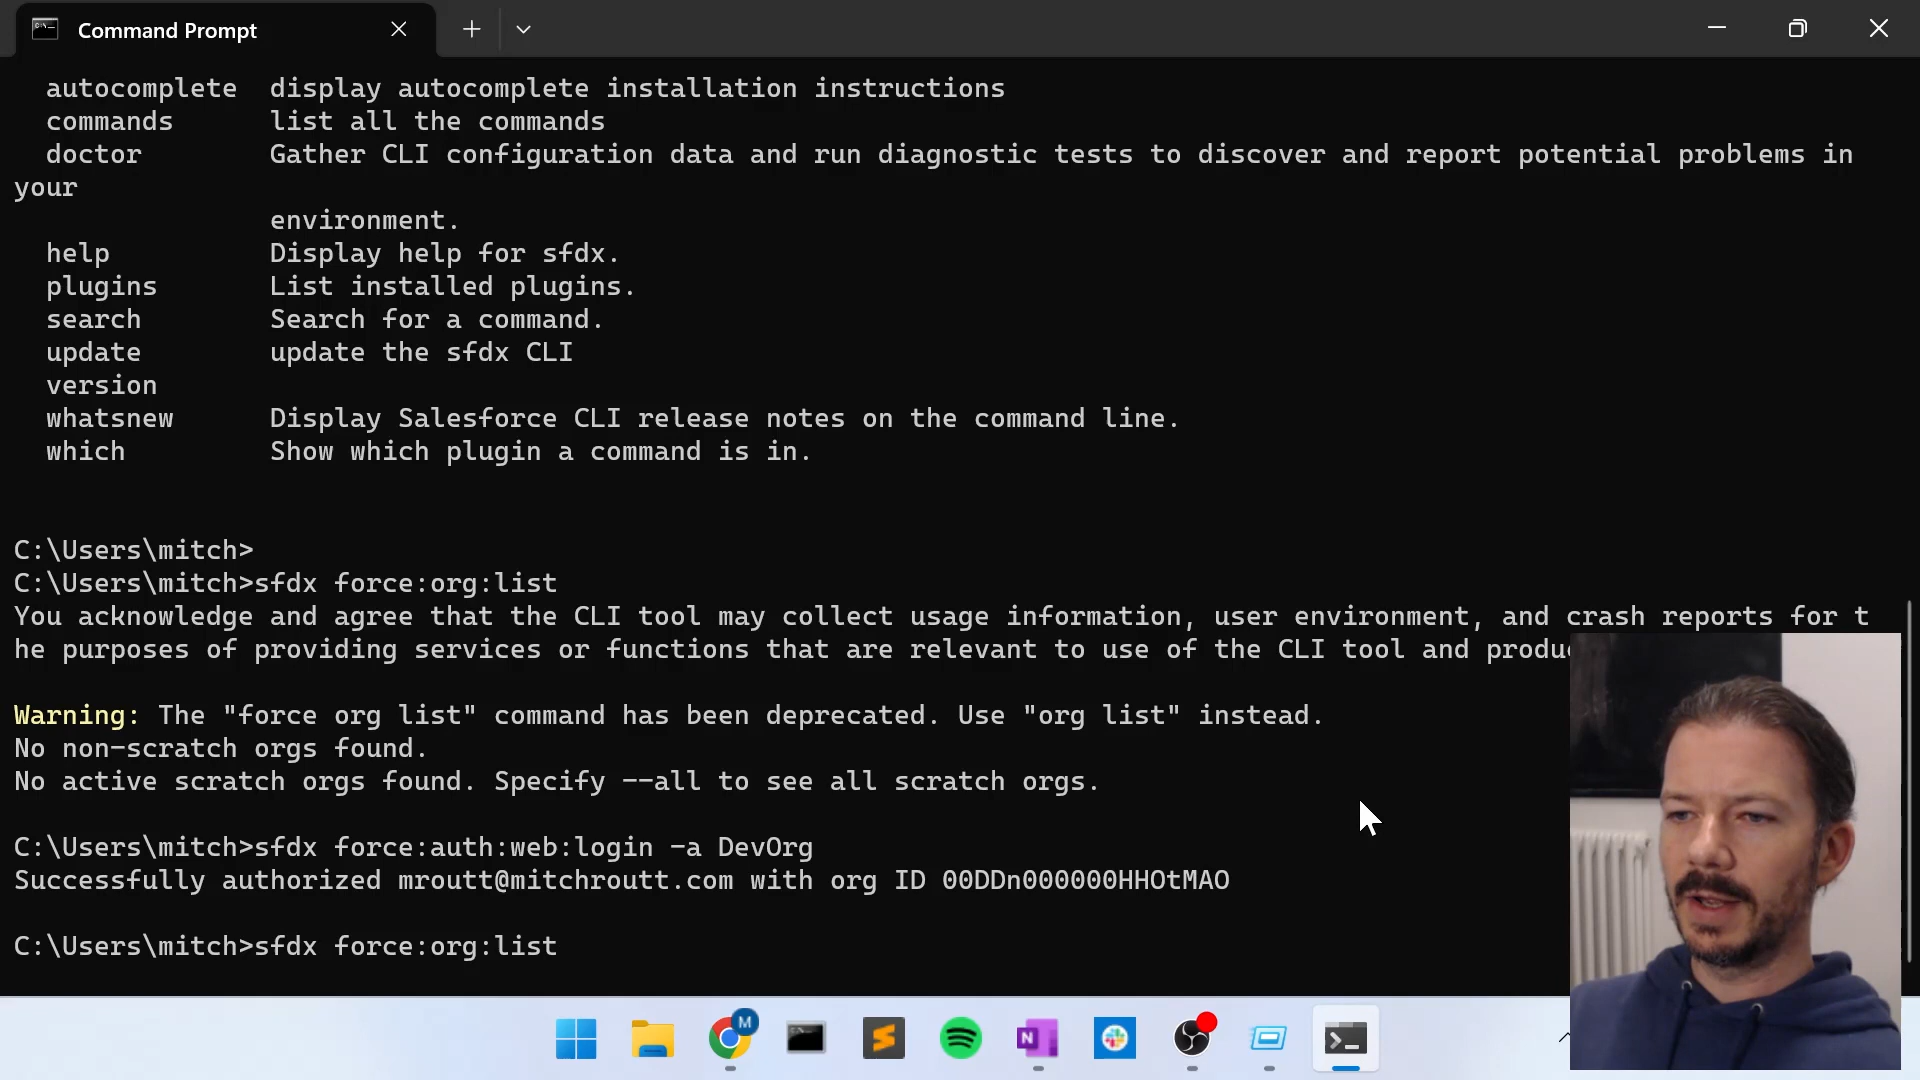 Command Prompt
autocomplete display autocomplete installation instructions
commands list all the commands
doctor Gather CLI configuration data and run diagnostic tests to discover and report potential problems in
your
environment.
help Display help for sfdx.
plugins List installed plugins.
search Search for a command.
update update the sfdx CLI
version
whatsnew Display Salesforce CLI release notes on the command line.
which Show which plugin a command is in.
C:\Users\mitch>
C:\Users\mitch>sfdx force:org:list
You acknowledge and agree that the CLI tool may collect usage information, user environment, and crash reports for t
he purposes of providing services or functions that are relevant to use of the CLI tool and produ
Warning: The "force org list" command has been deprecated. Use "org list" instead.
No non-scratch orgs found.
No active scratch orgs found. Specify --all to see all scratch orgs.
C:\Users\mitch>sfdx force:auth:web:login -a DevOrg
Successfully authorized mroutt@mitchroutt.com with org ID 00DDn000000HHOtMAO
C:\Users\mitch>sfdx force:org:list
M
N